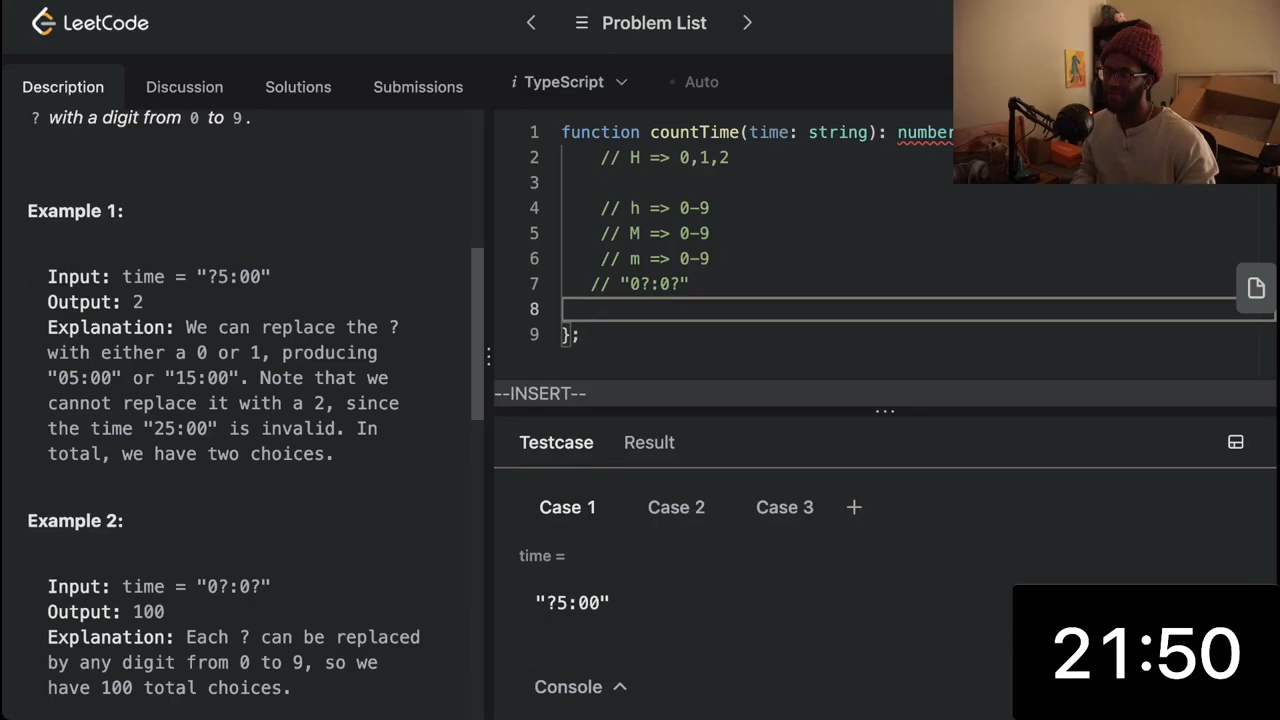 LeetCode
Problem List
Description
Discussion
Solutions
Submissions
? with a digit from 0 to 9.
Example 1:
Input: time = "?5:00"
Output: 2
Explanation: We can replace the ?
with either a 0 or 1, producing
"05:00" or "15:00". Note that we
cannot replace it with a 2, since
the time "25:00" is invalid. In
total, we have two choices.
Example 2:
Input: time = "0?:0?"
Output: 100
Explanation: Each ? can be replaced
by any digit from 0 to 9, so we
have 100 total choices.
i TypeScript
Auto
1 function countTime(time: string): number
2 // H => 0,1,2
3
4 // h => 0-9
5 // M => 0-9
6 // m => 0-9
7 // "0?:0?"
8
9 };
--INSERT--
Testcase
Result
Case 1
Case 2
Case 3
+
time =
"?5:00"
Console
21:50